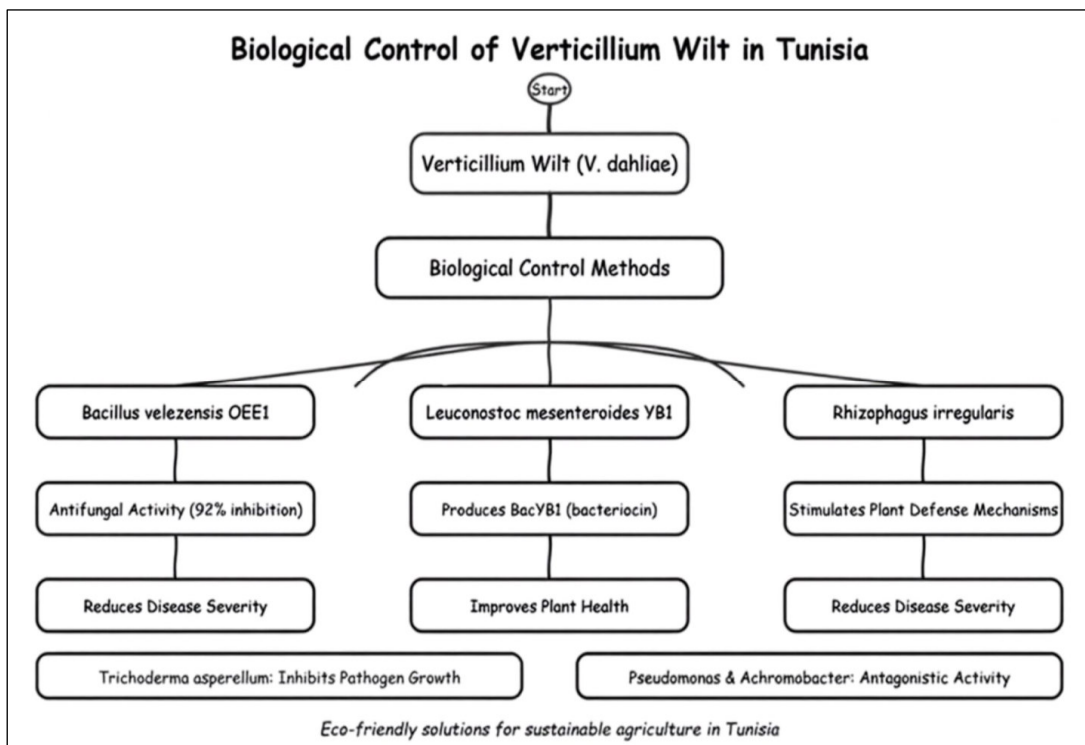 Biological Control of Verticillium Wilt in Tunisia
Start
Verticillium Wilt (V. dahliae)
Biological Control Methods
Bacillus velezensis OEE1
Leuconostoc mesenteroides YB1
Rhizophagus irregularis
Antifungal Activity (92% inhibition)
Produces BacYB1 (bacteriocin)
Stimulates Plant Defense Mechanisms
Reduces Disease Severity
Improves Plant Health
Reduces Disease Severity
Trichoderma asperellum: Inhibits Pathogen Growth
Pseudomonas & Achromobacter: Antagonistic Activity
Eco-friendly solutions for sustainable agriculture in Tunisia